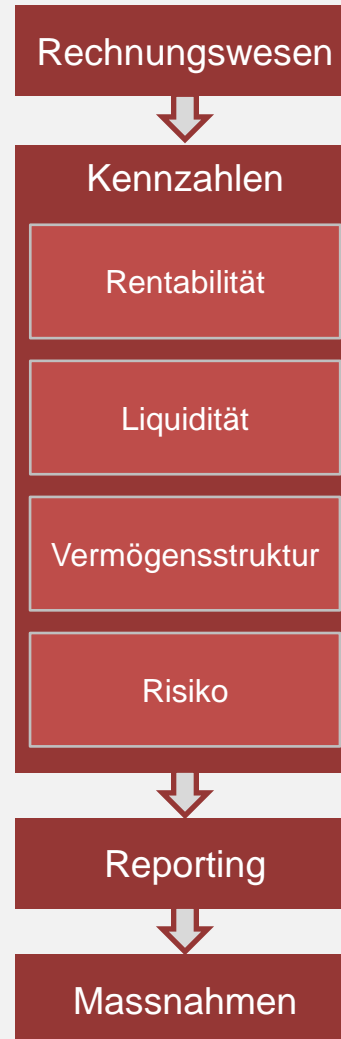 Rechnungswesen
Kennzahlen
Rentabilität
Liquidität
Vermögensstruktur
Risiko
Reporting
Massnahmen